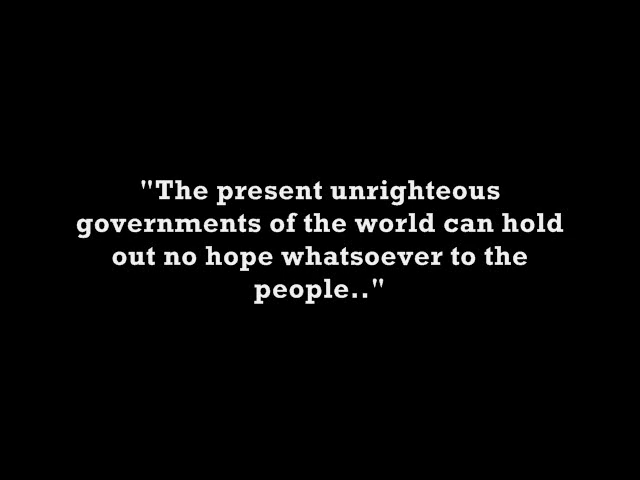 "The present unrighteous
governments of the world can hold
out no hope whatsoever to the
people.."